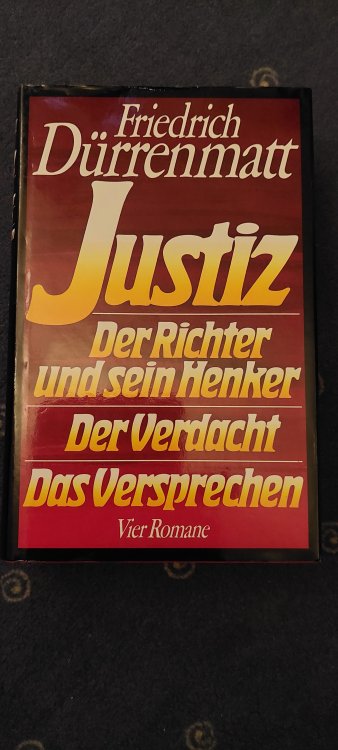 Friedrich
Dürrenmatt
Justiz
Der Richter
und sein Henker
Der Verdacht
Das Versprechen
Vier Romane